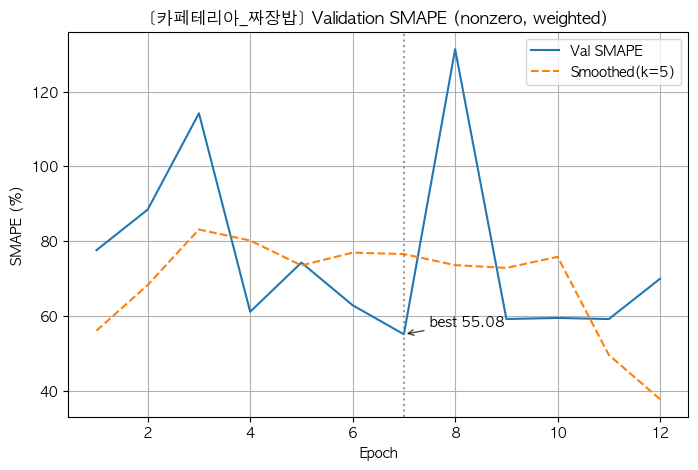 [카페테리아_짜장밥] Validation SMAPE (nonzero, weighted)
Val SMAPE
Smoothed(k=5)
SMAPE (%)
120
100
80
60
40
best 55.08
2 4 6 8 10 12
Epoch